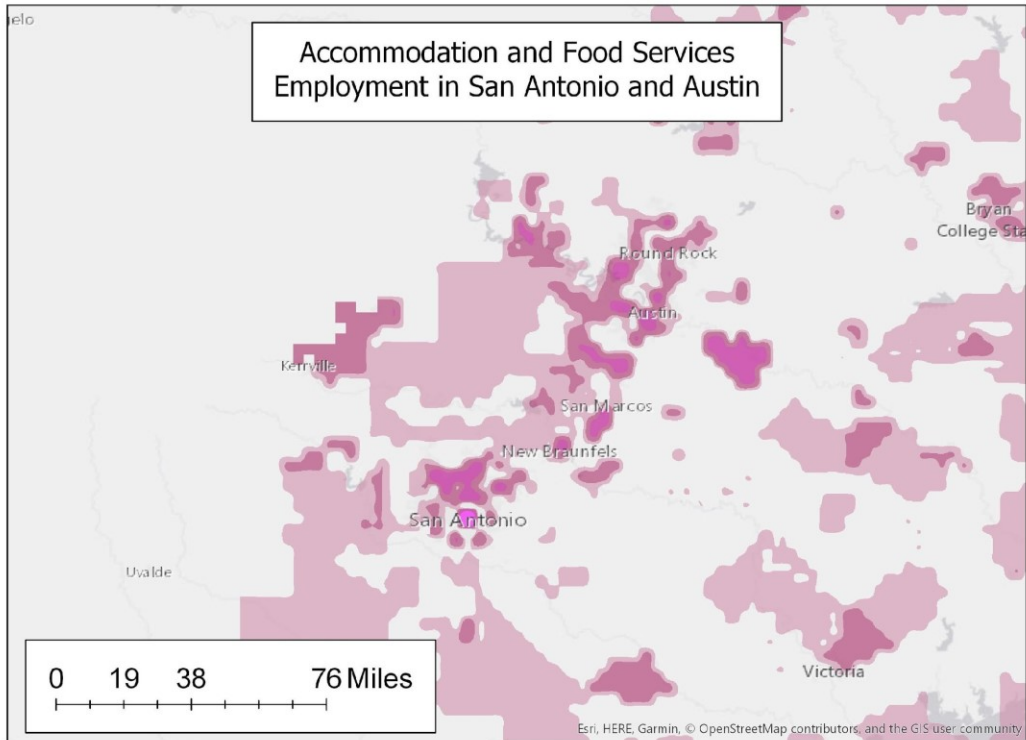 gelo
Accommodation and Food Services
Employment in San Antonio and Austin
Bryan
College Sta
Round Rock
Austin
Kerrville
San Marcos
New Braunfels
San Antonio
Uvalde
Victoria
0 19 38 76 Miles
Esri, HERE, Garmin, © OpenStreetMap contributors, and the GIS user community